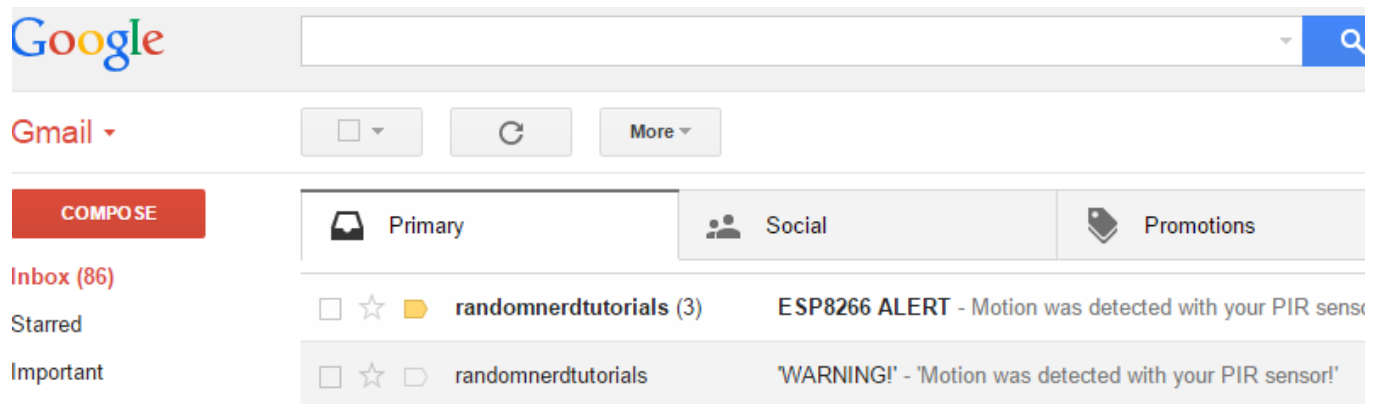 Google
Gmail
More
COMPOSE
Primary
Social
Promotions
Inbox (86)
Starred
Important
randomnerdtutorials (3) ESP8266 ALERT - Motion was detected with your PIR
randomnerdtutorials 'WARNING!' - 'Motion was detected with your PIR sensor!'